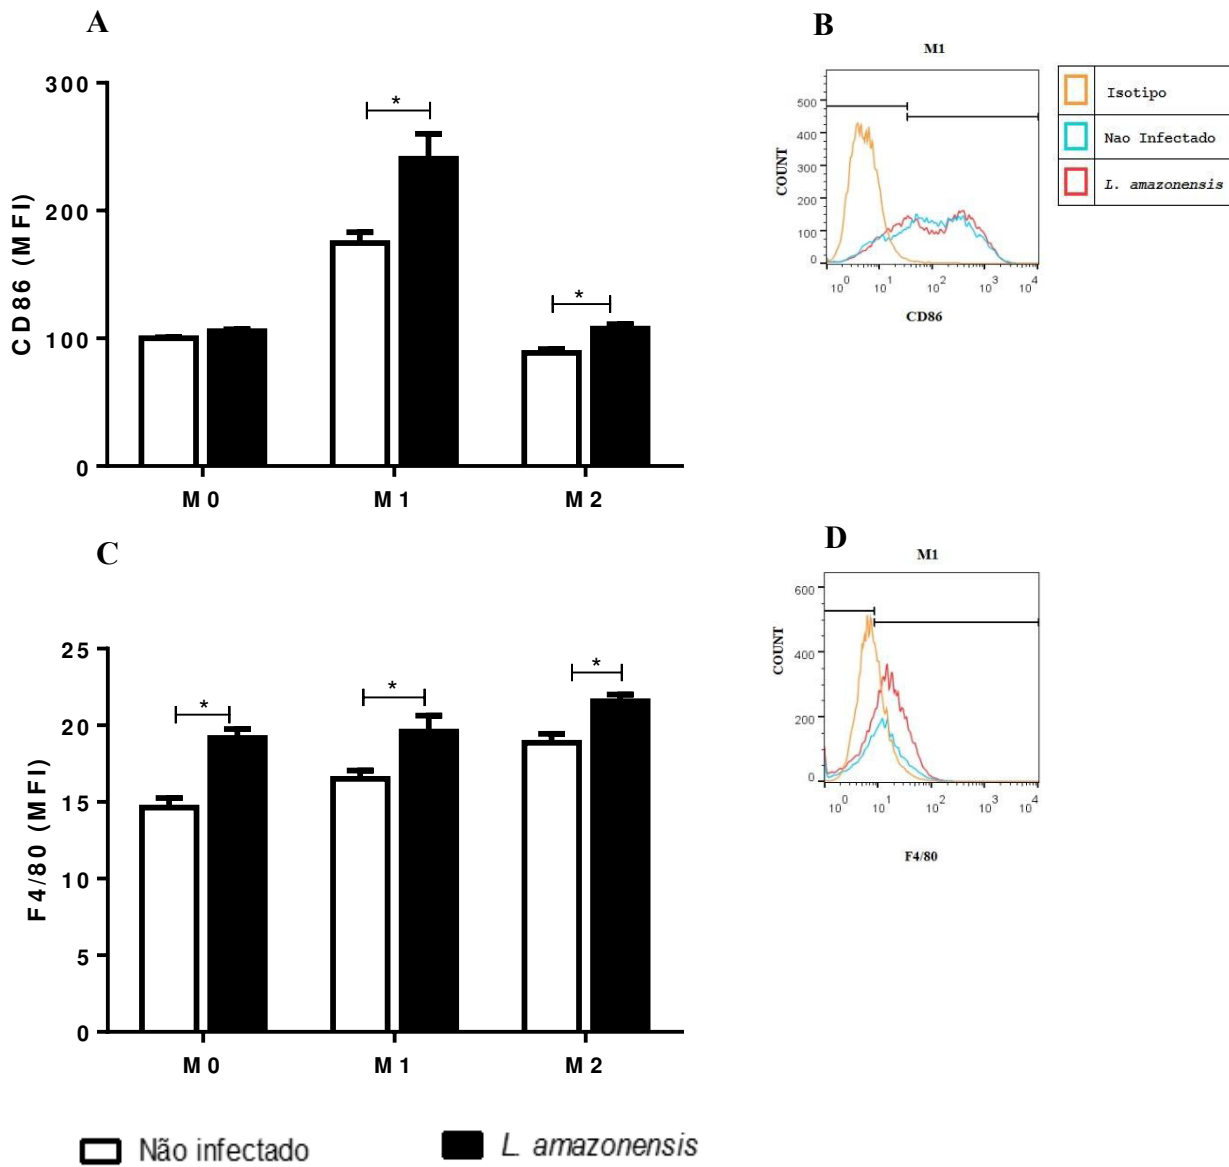 A
CD86 (MFI)
300
200
100
0
*
*
M0
M1
M2
B
M1
COUNT
500
400
300
200
100
0
10^0
10^1
10^2
10^3
10^4
CD86
Isotipo
Nao Infectado
L. amazonensis
C
F4/80 (MFI)
25
20
15
10
5
0
*
*
*
M0
M1
M2
D
M1
COUNT
600
400
200
0
10^0
10^1
10^2
10^3
10^4
F4/80
Não infectado
L. amazonensis